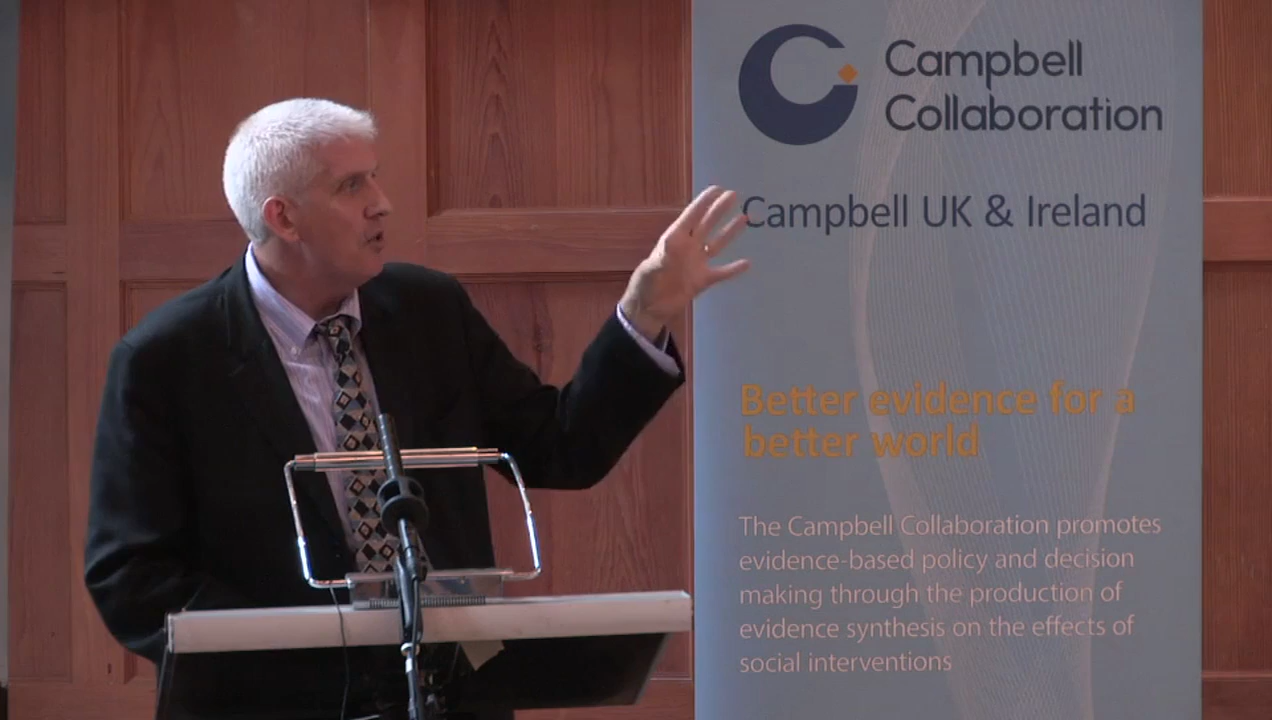 Campbell
Collaboration
Campbell UK & Ireland
Better evidence for a
better world
The Campbell Collaboration promotes
evidence-based policy and decision
making through the production of
evidence synthesis on the effects of
social interventions